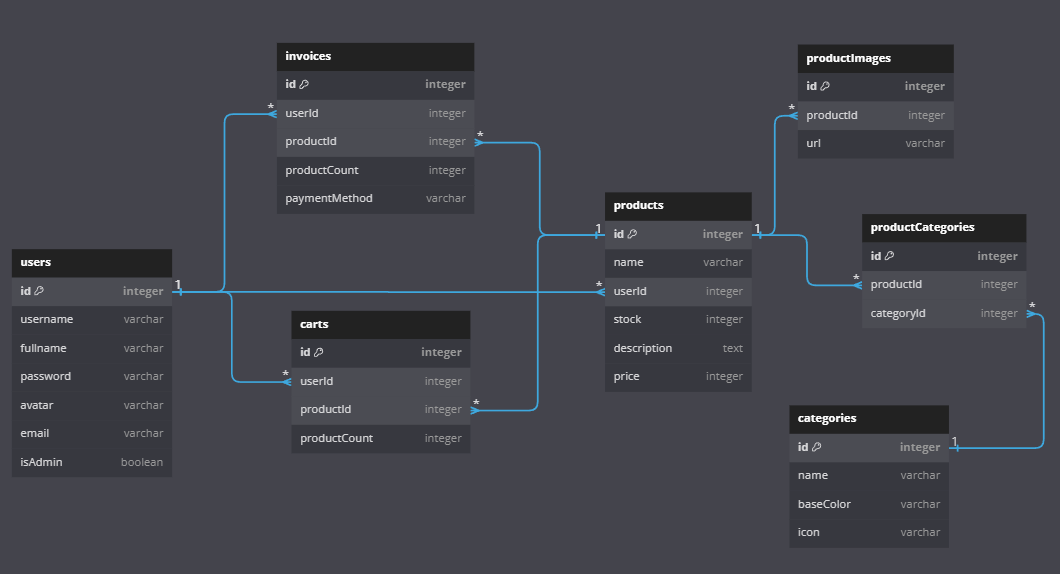 invoices
id integer
userId integer
productId integer
productCount integer
paymentMethod varchar
productImages
id integer
productId integer
url varchar
products
id integer
name varchar
userId integer
stock integer
description text
price integer
productCategories
id integer
productId integer
categoryId integer
users
id integer
username varchar
fullname varchar
password varchar
avatar varchar
email varchar
isAdmin boolean
carts
id integer
userId integer
productId integer
productCount integer
categories
id integer
name varchar
baseColor varchar
icon varchar
*
*
*
1
1
*
1
*
*
*
*
1